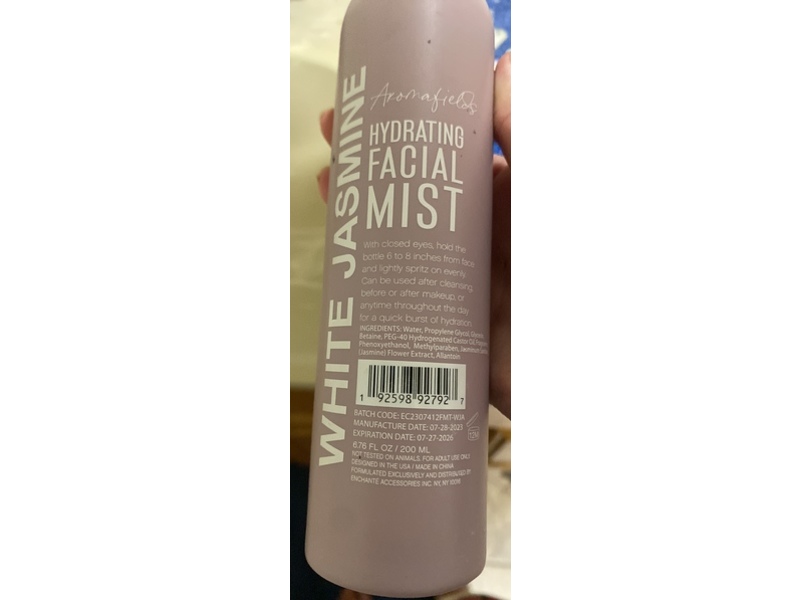 WHITE JASMINE
Aromafields
HYDRATING
FACIAL
MIST
With closed eyes, hold the
bottle 6 to 8 inches from face
and lightly spritz on evenly.
Can be used after cleansing,
before or after makeup, or
anytime throughout the day
for a quick burst of hydration.
INGREDIENTS: Water, Propylene Glycol,
Betaine, PEG-40 Hydrogenated Castor Oil,
Phenoxyethanol, Methylparaben,
(Jasmine) Flower Extract, Allantoin
1 92598 92792 7
BATCH CODE: EC2307412FMT-WJA
MANUFACTURE DATE: 07-28-2023
EXPIRATION DATE: 07-27-2026
12M
6.76 FL OZ / 200 ML
NOT TESTED ON ANIMALS. FOR ADULT USE ONLY.
DESIGNED IN THE USA / MADE IN CHINA
FORMULATED EXCLUSIVELY AND DISTRIBUTED BY
ENCHANTE ACCESSORIES INC. NY, NY 10016